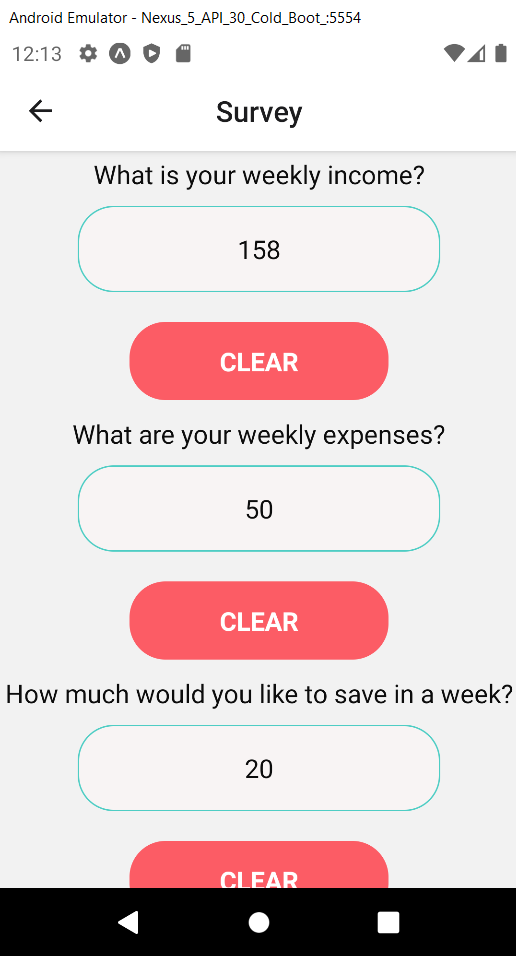 Android Emulator - Nexus_5_API_30_Cold_Boot_:5554
12:13
Survey
What is your weekly income?
158
CLEAR
What are your weekly expenses?
50
CLEAR
How much would you like to save in a week?
20
CLEAR